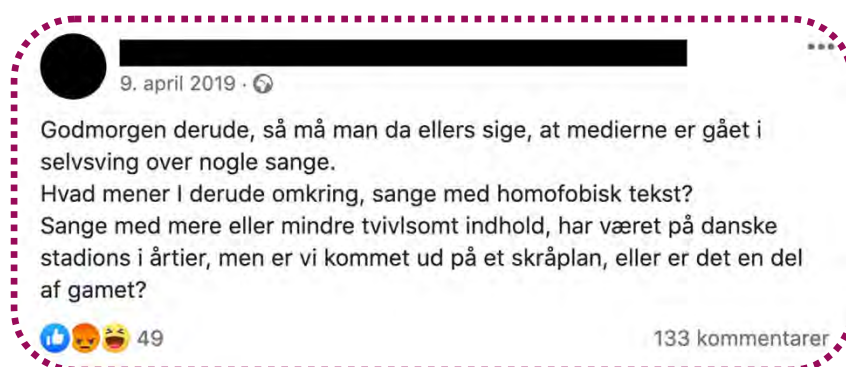 9. april 2019 ·
Godmorgen derude, så må man da ellers sige, at medierne er gået i
selvsving over nogle sange.
Hvad mener I derude omkring, sange med homofobisk tekst?
Sange med mere eller mindre tvivlsomt indhold, har været på danske
stadions i årtier, men er vi kommet ud på et skråplan, eller er det en del
af gamet?
49
133 kommentarer